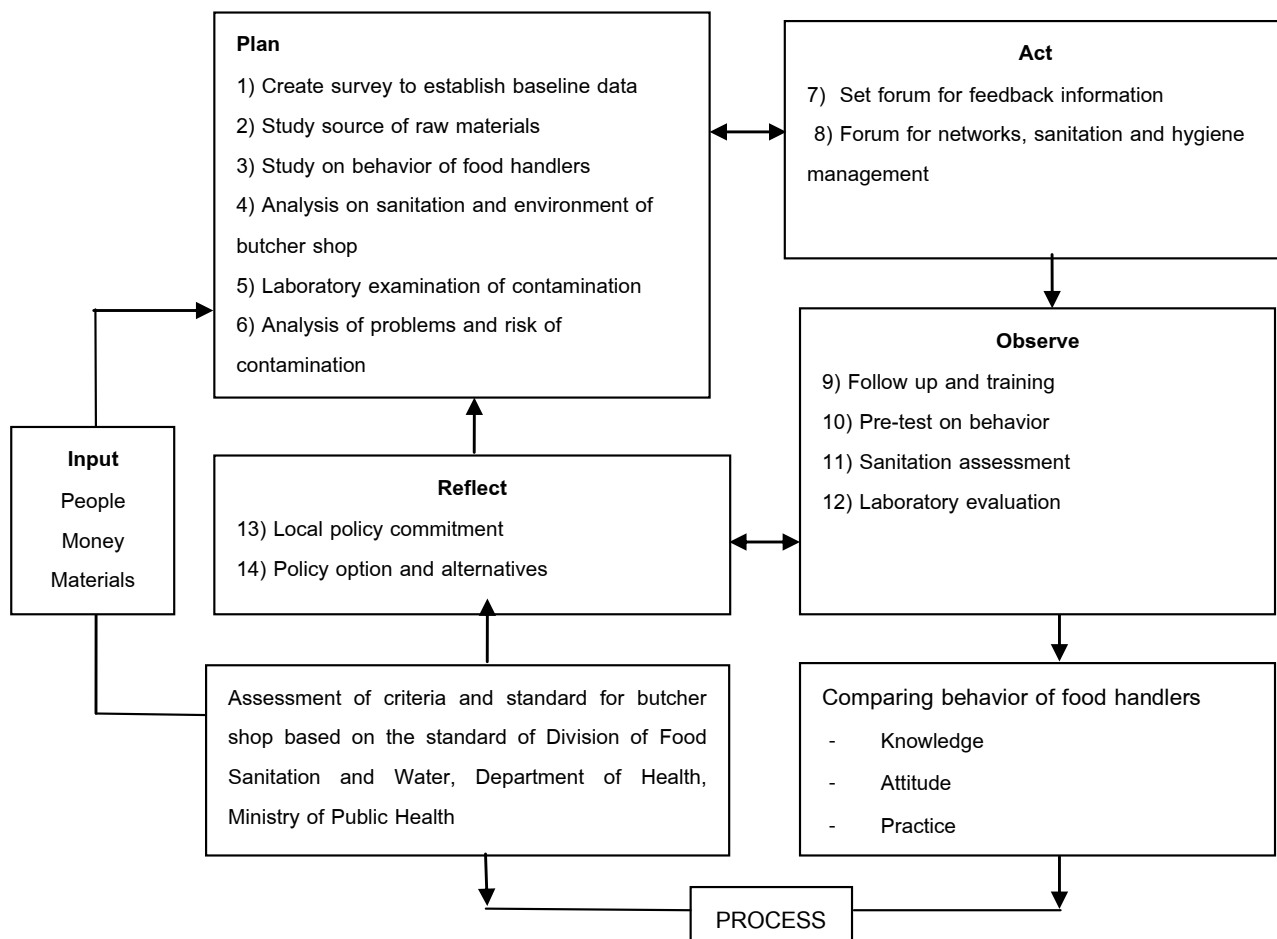 Plan
1) Create survey to establish baseline data
2) Study source of raw materials
3) Study on behavior of food handlers
4) Analysis on sanitation and environment of
butcher shop
5) Laboratory examination of contamination
6) Analysis of problems and risk of
contamination
Act
7) Set forum for feedback information
8) Forum for networks, sanitation and hygiene
management
Observe
9) Follow up and training
10) Pre-test on behavior
11) Sanitation assessment
12) Laboratory evaluation
Input
People
Money
Materials
Reflect
13) Local policy commitment
14) Policy option and alternatives
Assessment of criteria and standard for butcher
shop based on the standard of Division of Food
Sanitation and Water, Department of Health,
Ministry of Public Health
Comparing behavior of food handlers
- Knowledge
- Attitude
- Practice
PROCESS